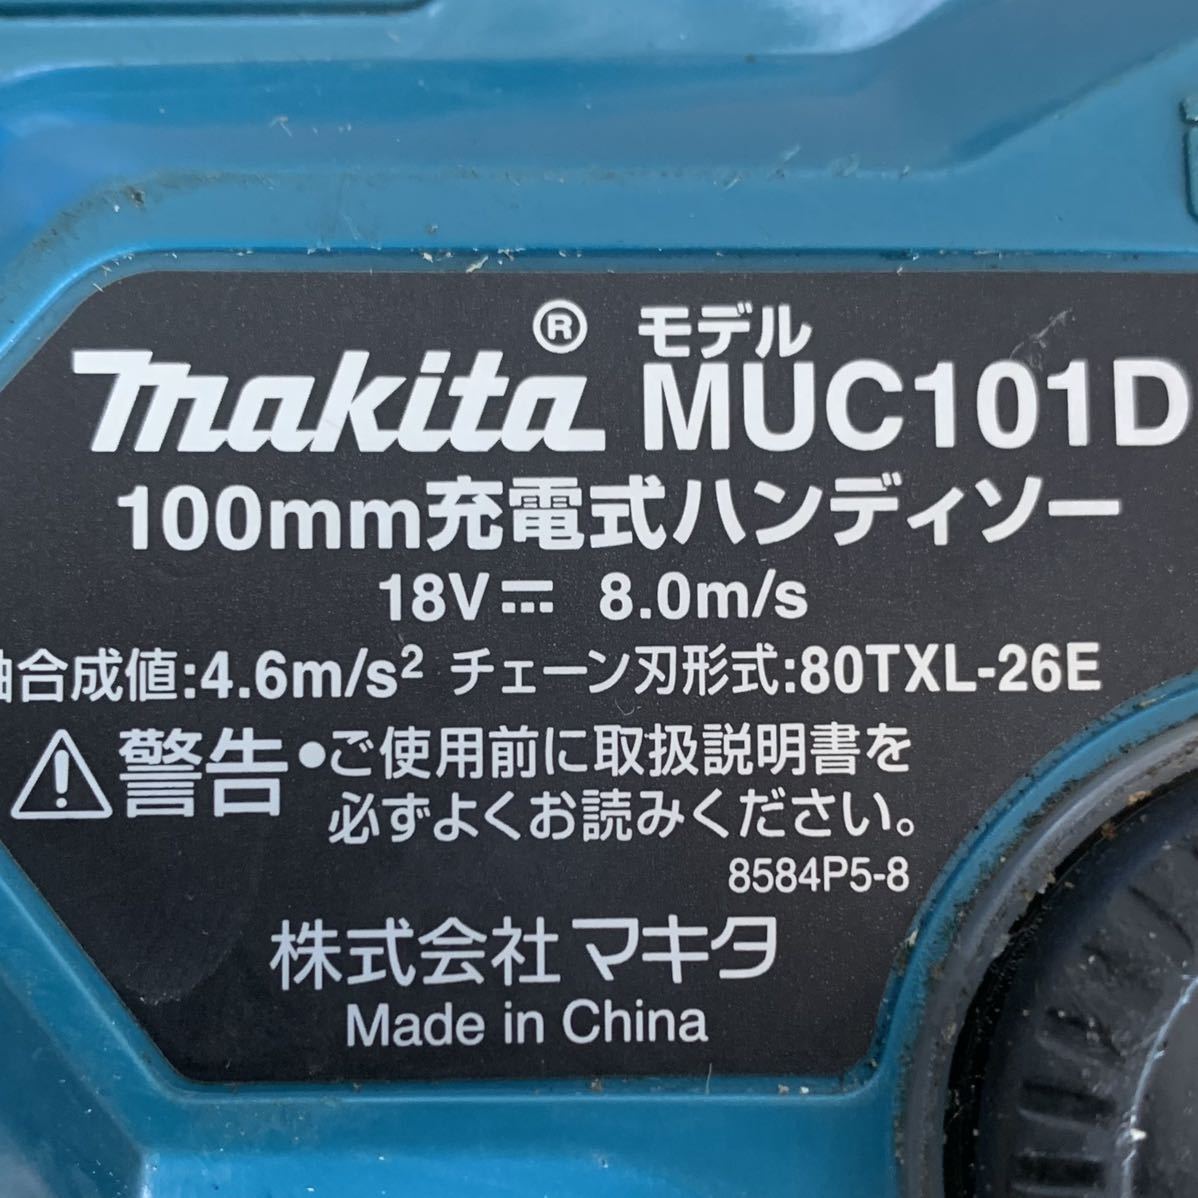 makita® モデル MUC101D
100mm充電式ハンディソー
18V⎓ 8.0m/s
合成値:4.6m/s² チェーン刃形式:80TXL-26E
⚠警告 ●ご使用前に取扱説明書を
必ずよくお読みください。
8584P5-8
株式会社マキタ
Made in China